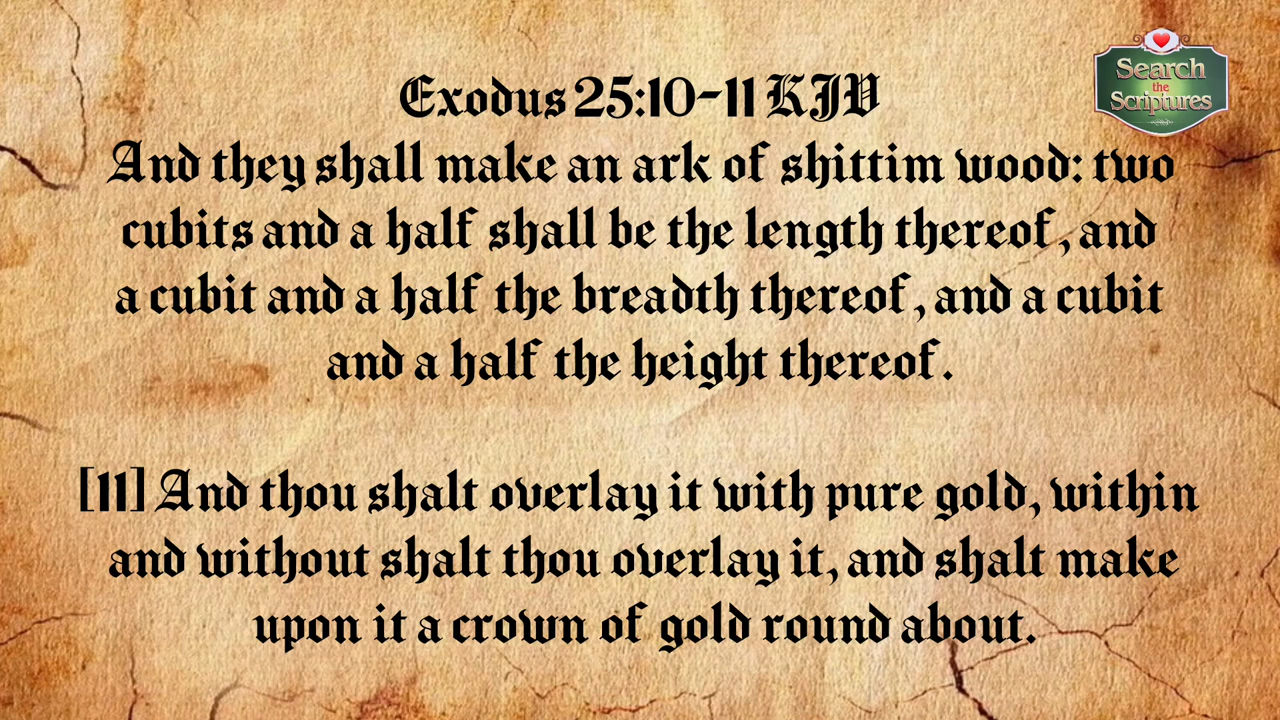 Search
the
Scriptures
Exodus 25:10-11 KJV
And they shall make an ark of shittim wood: two
cubits and a half shall be the length thereof, and
a cubit and a half the breadth thereof, and a cubit
and a half the height thereof.
[11] And thou shalt overlay it with pure gold, within
and without shalt thou overlay it, and shalt make
upon it a crown of gold round about.